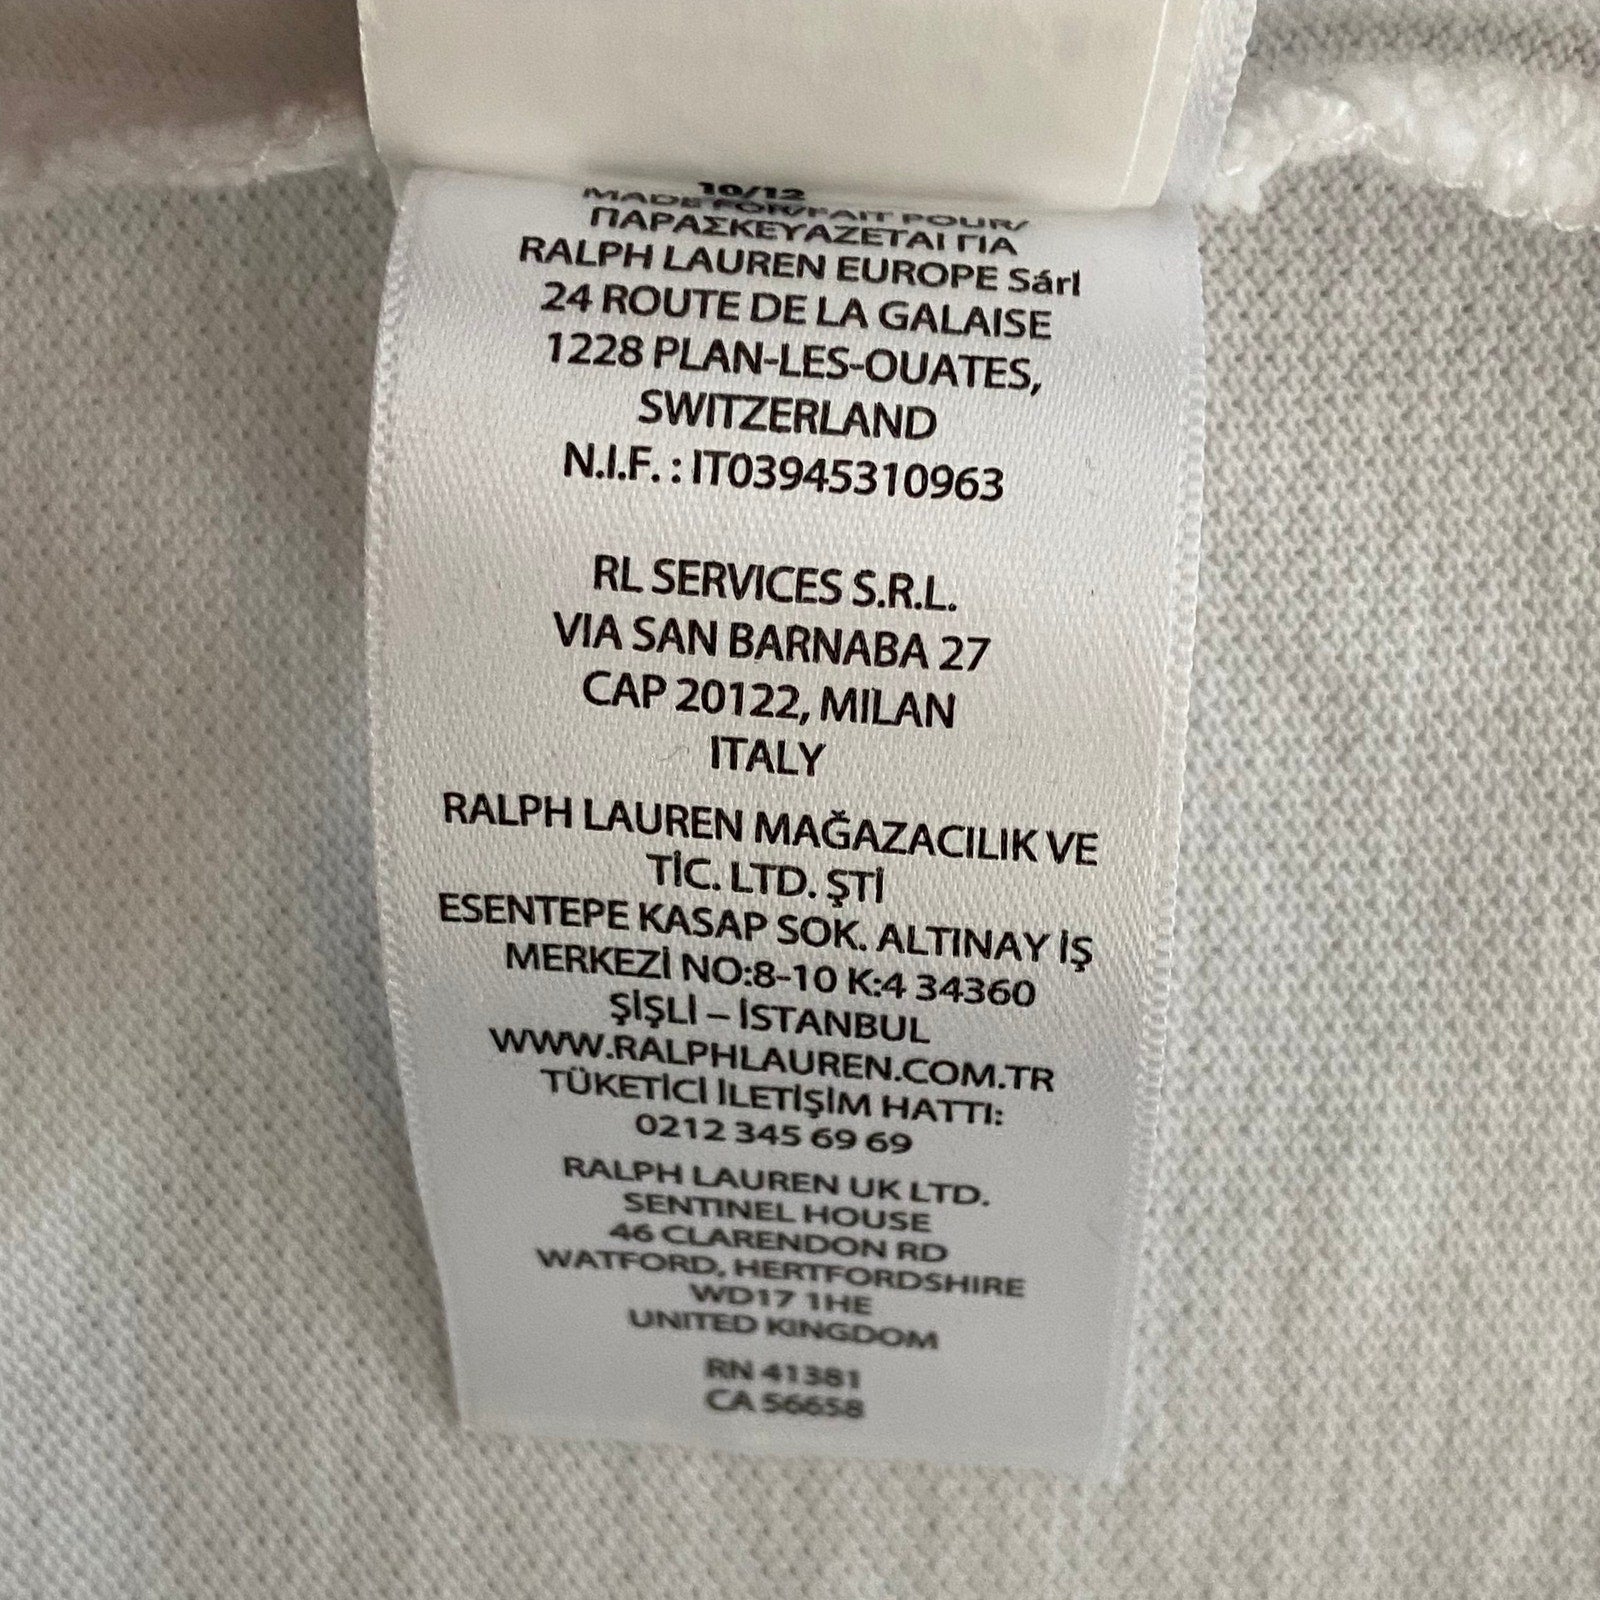 10/12
MADE FOR/FAIT POUR/
ΠΑΡΑΣΚΕΥΑΖΕΤΑΙ ΓΙΑ
RALPH LAUREN EUROPE Sárl
24 ROUTE DE LA GALAISE
1228 PLAN-LES-OUATES,
SWITZERLAND
N.I.F. : IT03945310963
RL SERVICES S.R.L.
VIA SAN BARNABA 27
CAP 20122, MILAN
ITALY
RALPH LAUREN MAĞAZACILIK VE
TİC. LTD. ŞTİ
ESENTEPE KASAP SOK. ALTINAY İŞ
MERKEZİ NO:8-10 K:4 34360
ŞİŞLİ – İSTANBUL
WWW.RALPHLAUREN.COM.TR
TÜKETİCİ İLETİŞİM HATTI:
0212 345 69 69
RALPH LAUREN UK LTD.
SENTINEL HOUSE
46 CLARENDON RD
WATFORD, HERTFORDSHIRE
WD17 1HE
UNITED KINGDOM
RN 41381
CA 56658